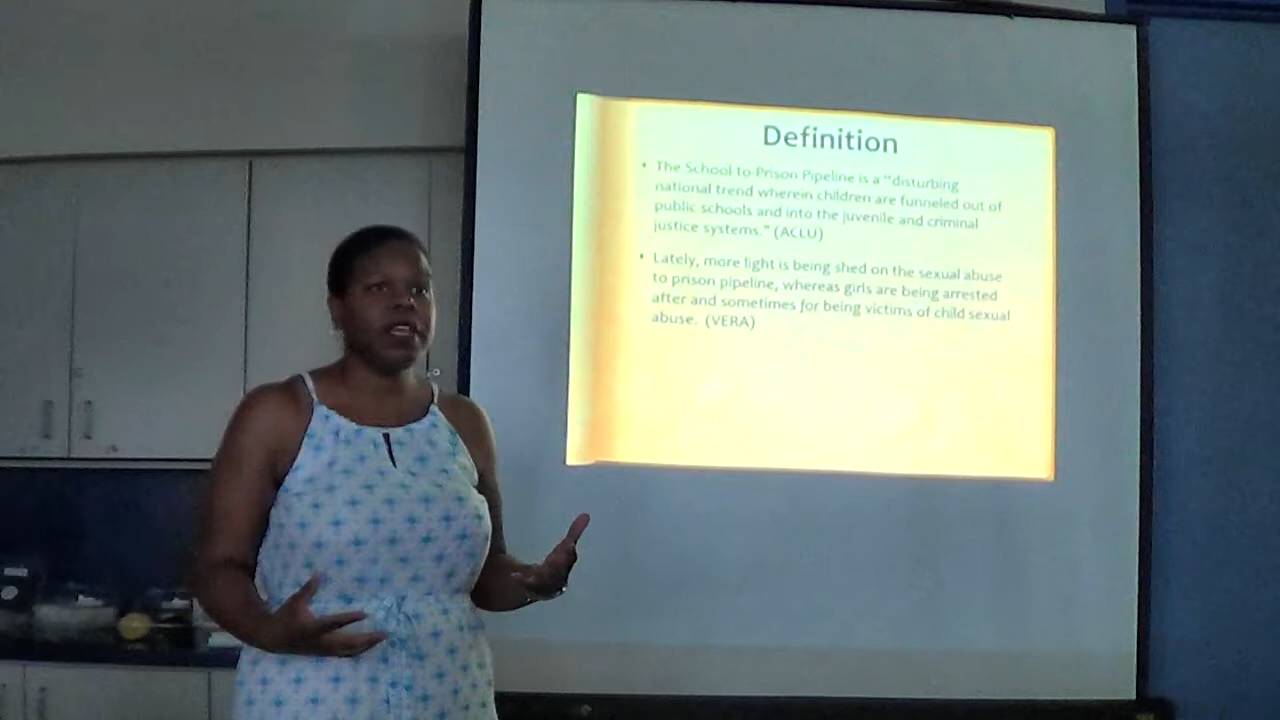 Definition
• The School to Prison Pipeline is a "disturbing
national trend wherein children are funneled out of
public schools and into the juvenile and criminal
justice systems." (ACLU)
• Lately, more light is being shed on the sexual abuse
to prison pipeline, whereas girls are being arrested
after and sometimes for being victims of child sexual
abuse. (VERA)